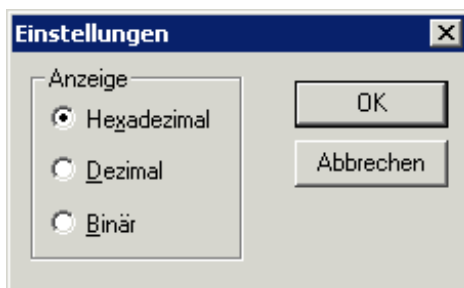 Einstellungen
Anzeige
Hexadezimal
Dezimal
Binär
OK
Abbrechen